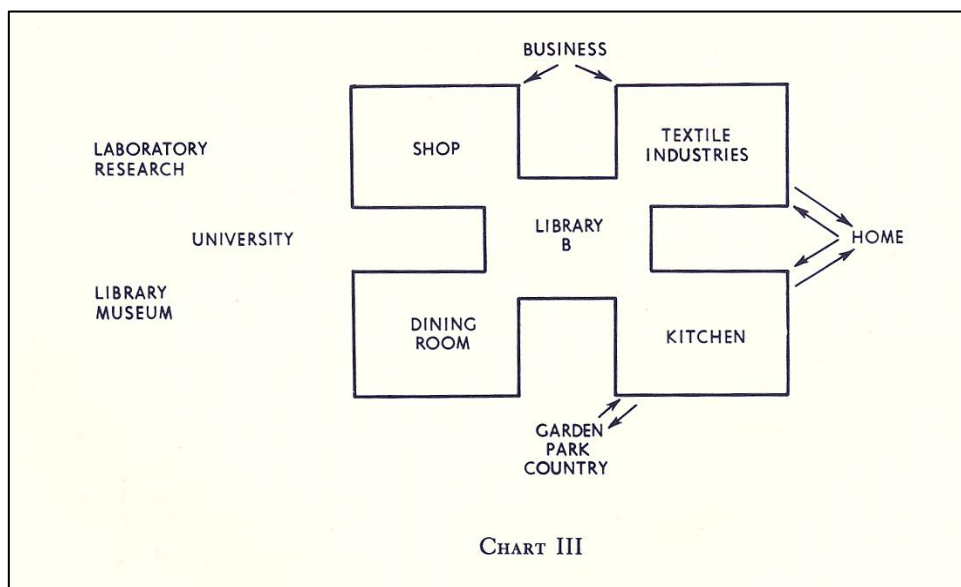 BUSINESS
SHOP
TEXTILE
INDUSTRIES
LABORATORY
RESEARCH
UNIVERSITY
LIBRARY
B
HOME
LIBRARY
MUSEUM
DINING
ROOM
KITCHEN
GARDEN
PARK
COUNTRY
CHART III